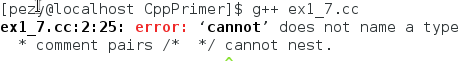 [pezy@localhost CppPrimer]$ g++ ex1_7.cc
ex1_7.cc:2:25: error: ‘cannot’ does not name a type
* comment pairs /*  */ cannot nest.
^